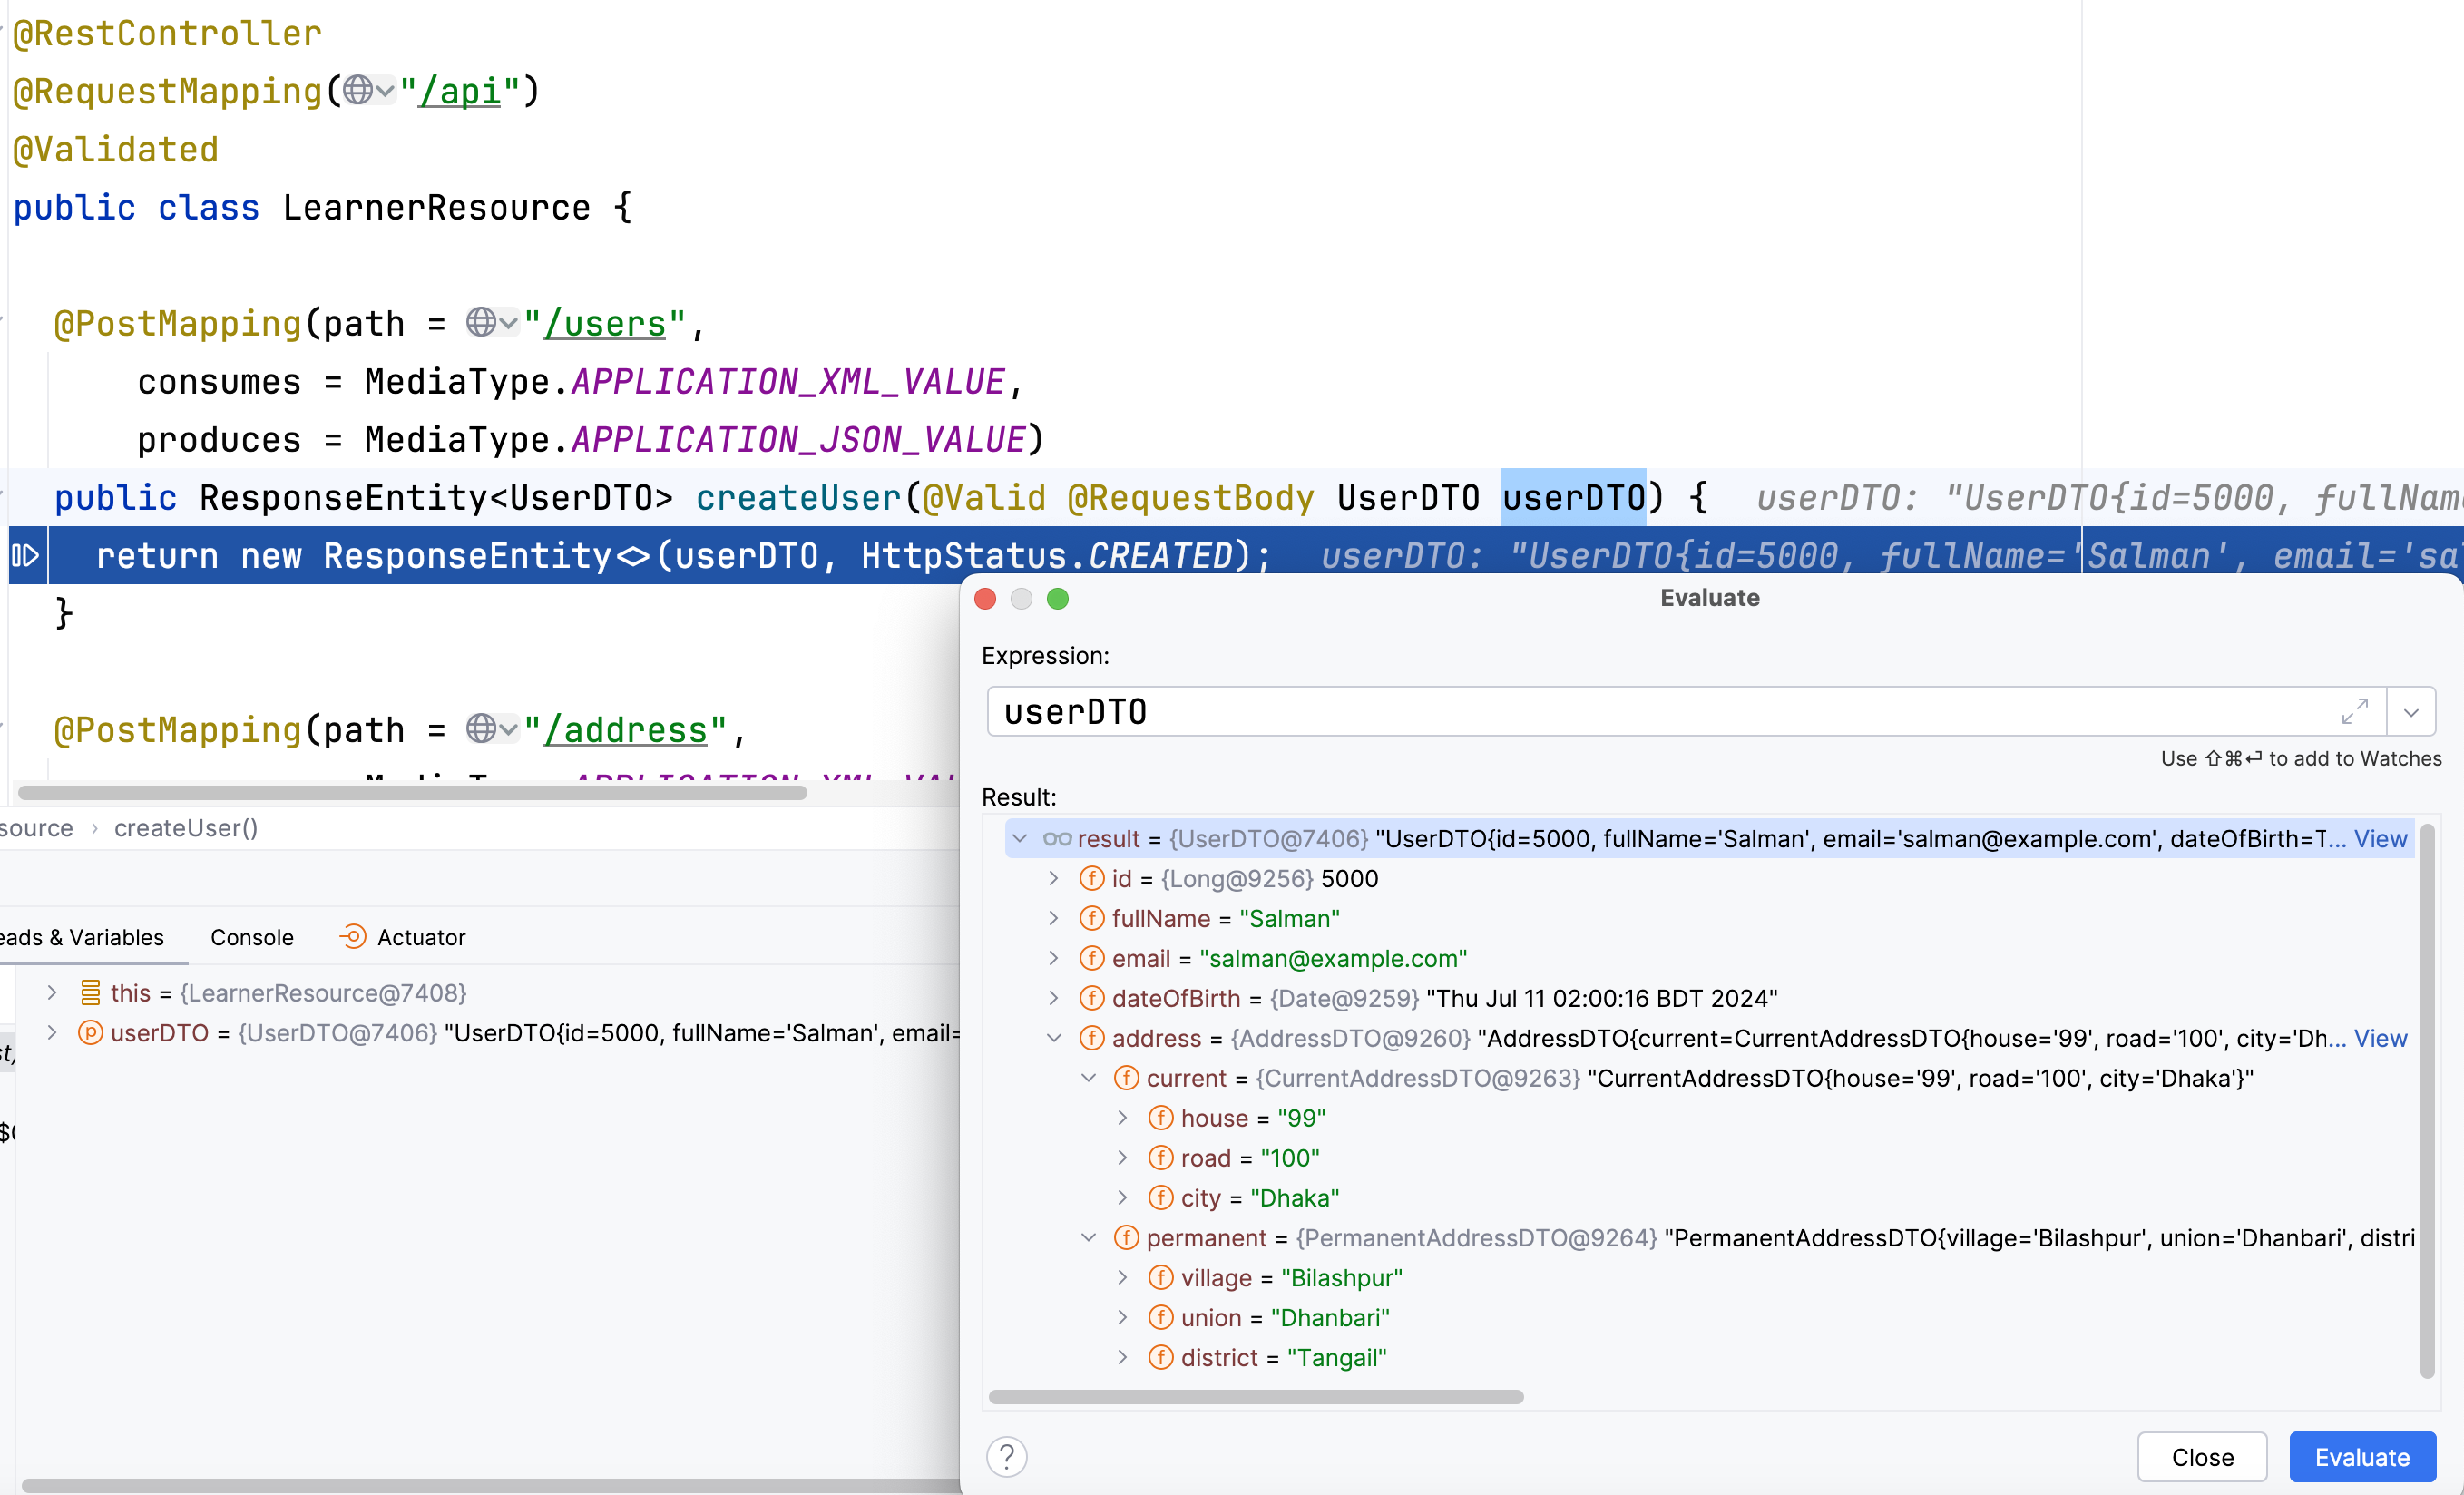 @RestController
@RequestMapping("/api")
@Validated
public class LearnerResource {
@PostMapping(path = "/users",
consumes = MediaType.APPLICATION_XML_VALUE,
produces = MediaType.APPLICATION_JSON_VALUE)
public ResponseEntity<UserDTO> createUser(@Valid @RequestBody UserDTO userDTO) { userDTO: "UserDTO{id=5000, fullNam
return new ResponseEntity<>(userDTO, HttpStatus.CREATED); userDTO: "UserDTO{id=5000, fullName='Salman', email='sa
}
@PostMapping(path = "/address",
source › createUser()
eads & Variables Console Actuator
this = {LearnerResource@7408}
userDTO = {UserDTO@7406} "UserDTO{id=5000, fullName='Salman', email=
Evaluate
Expression:
userDTO
Use ⇧⌘↩ to add to Watches
Result:
result = {UserDTO@7406} "UserDTO{id=5000, fullName='Salman', email='salman@example.com', dateOfBirth=T... View
id = {Long@9256} 5000
fullName = "Salman"
email = "salman@example.com"
dateOfBirth = {Date@9259} "Thu Jul 11 02:00:16 BDT 2024"
address = {AddressDTO@9260} "AddressDTO{current=CurrentAddressDTO{house='99', road='100', city='Dh... View
current = {CurrentAddressDTO@9263} "CurrentAddressDTO{house='99', road='100', city='Dhaka'}"
house = "99"
road = "100"
city = "Dhaka"
permanent = {PermanentAddressDTO@9264} "PermanentAddressDTO{village='Bilashpur', union='Dhanbari', distri
village = "Bilashpur"
union = "Dhanbari"
district = "Tangail"
? Close Evaluate